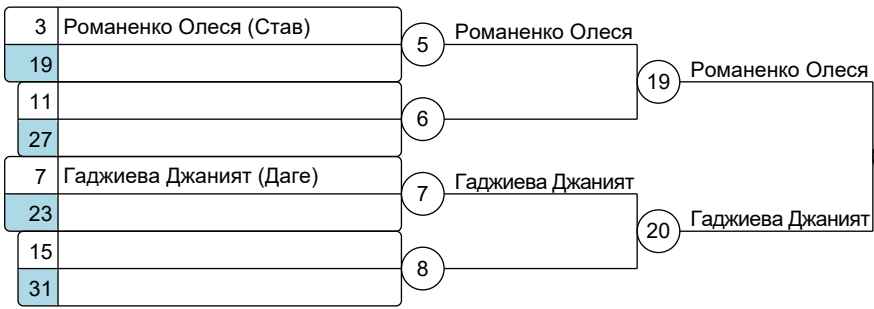 3 Романенко Олеся (Став)
19
5 Романенко Олеся
11
27
6
19 Романенко Олеся
7 Гаджиева Джаният (Даге)
23
7 Гаджиева Джаният
15
31
8
20 Гаджиева Джаният